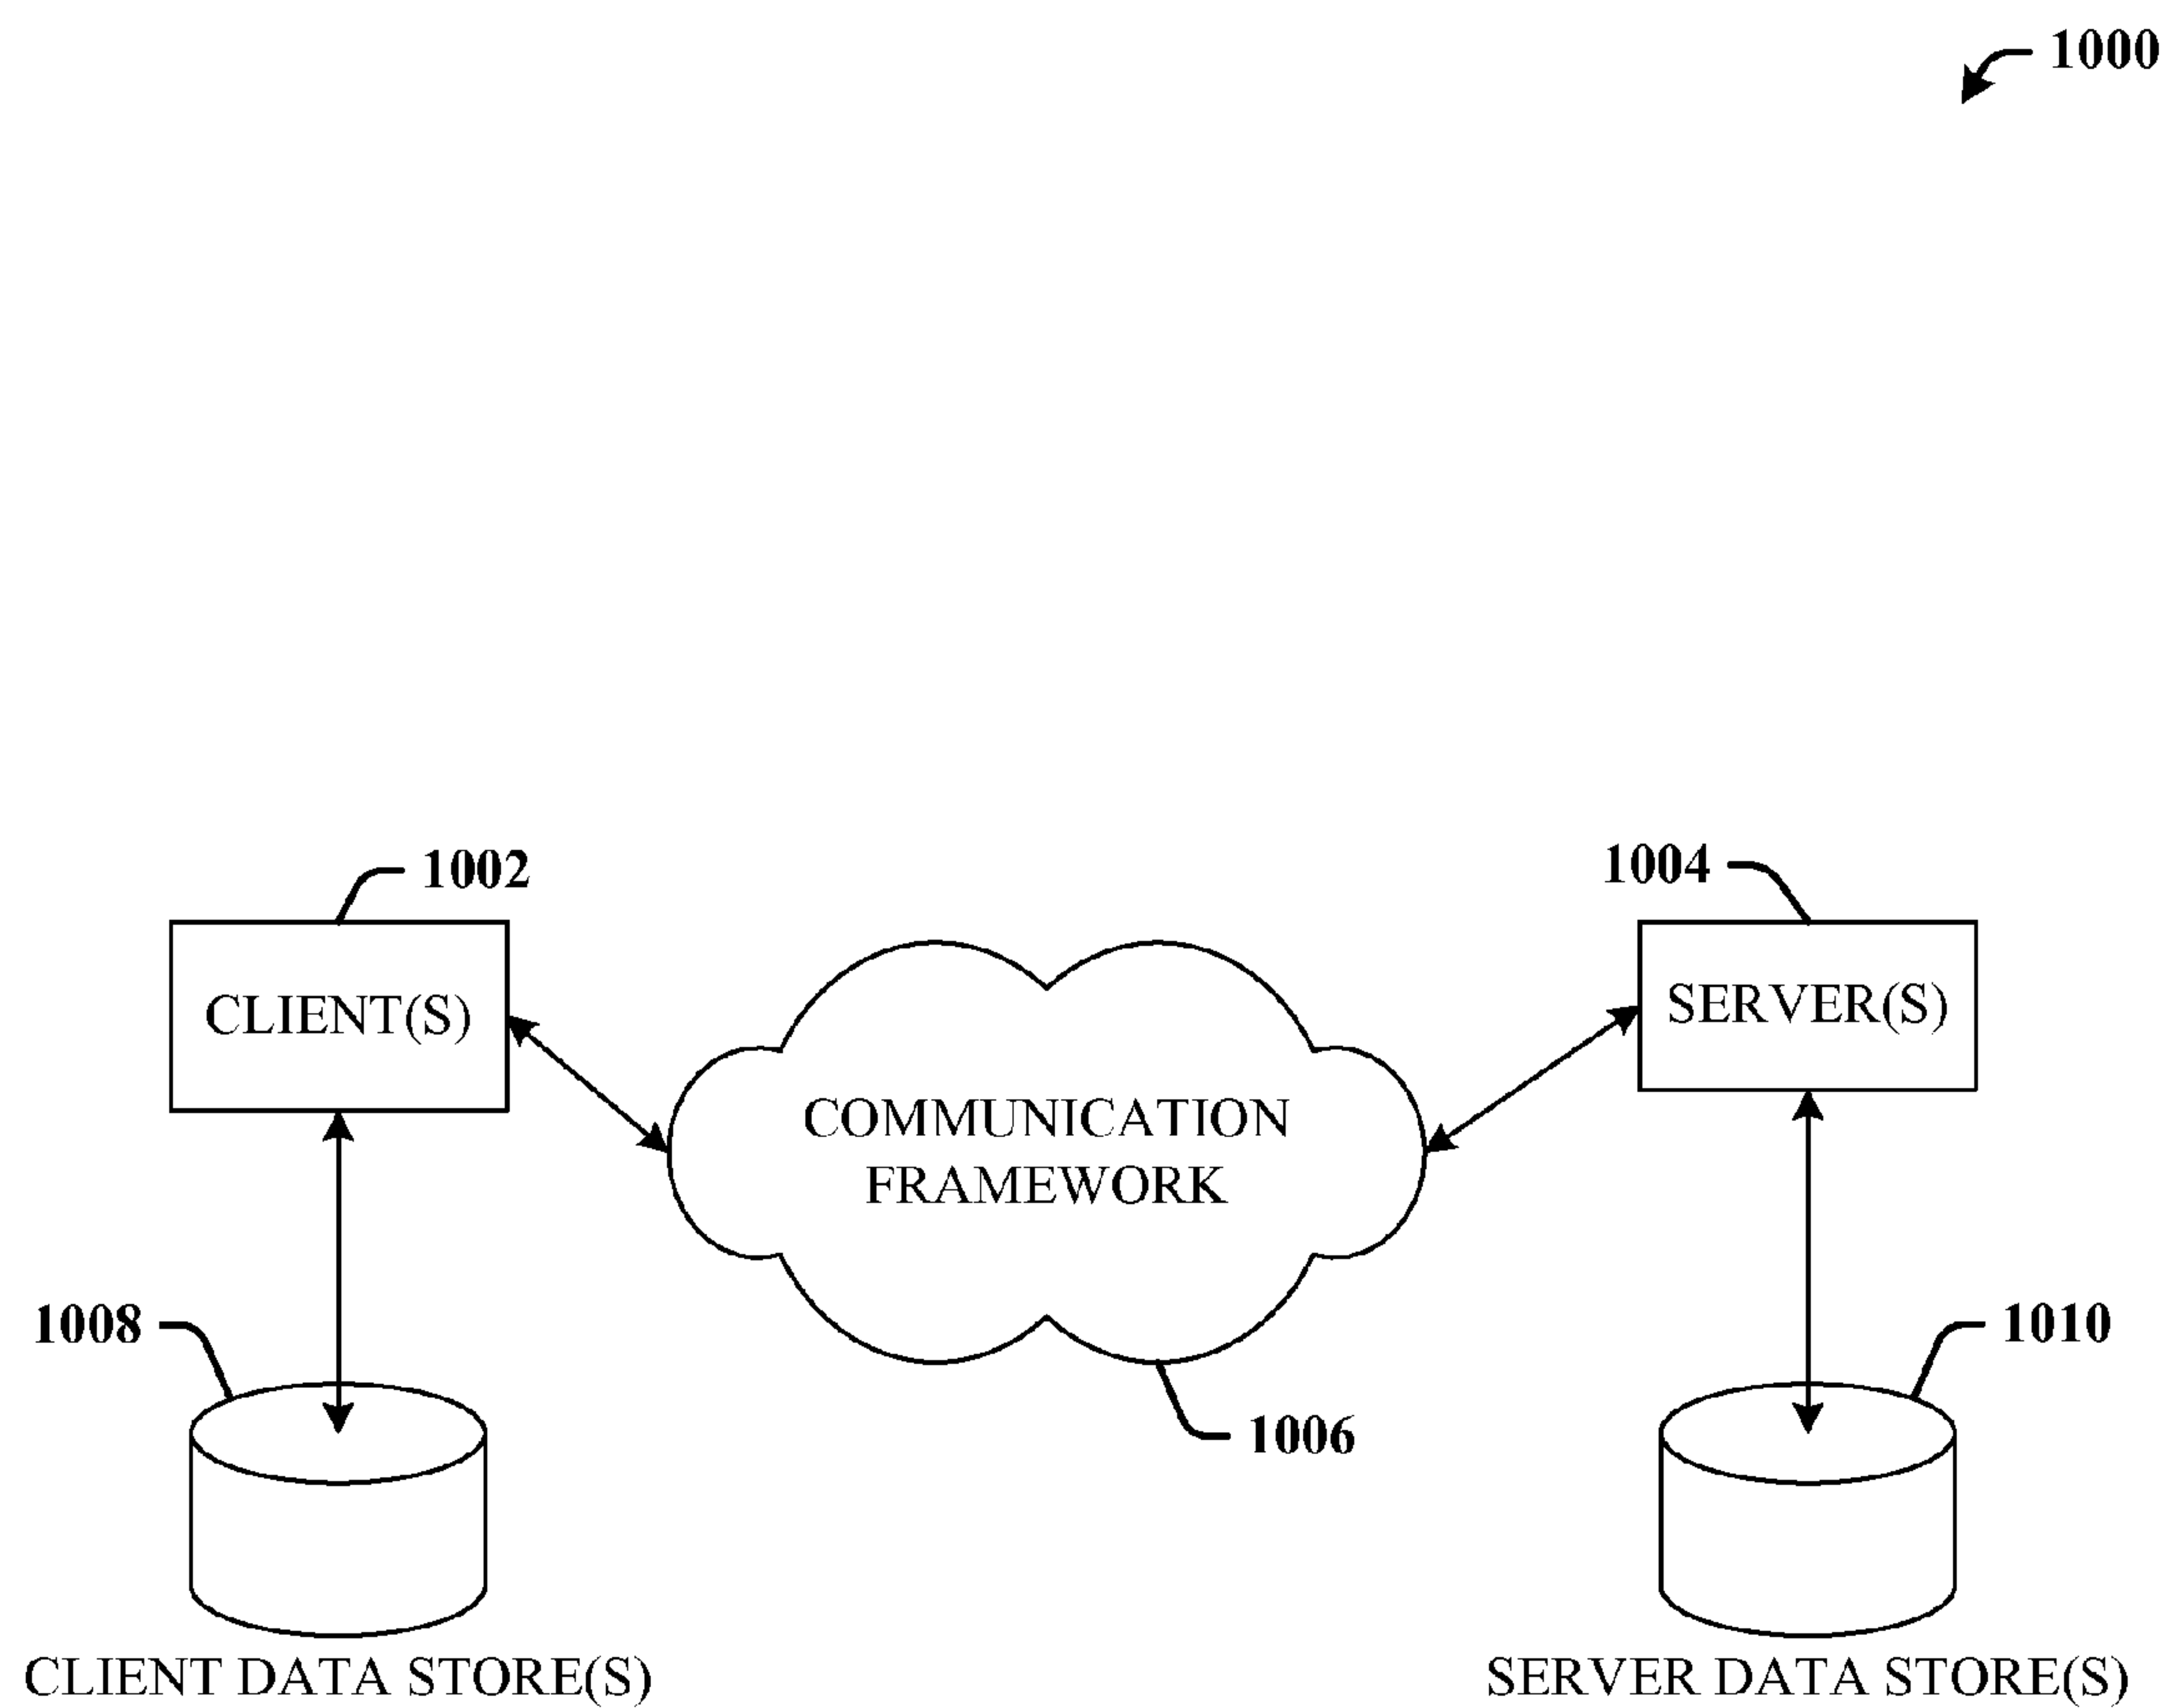 1000
1002
1004
CLIENT(S)
SERVER(S)
COMMUNICATION
FRAMEWORK
1008
1010
1006
CLIENT DATA STORE(S)
SERVER DATA STORE(S)